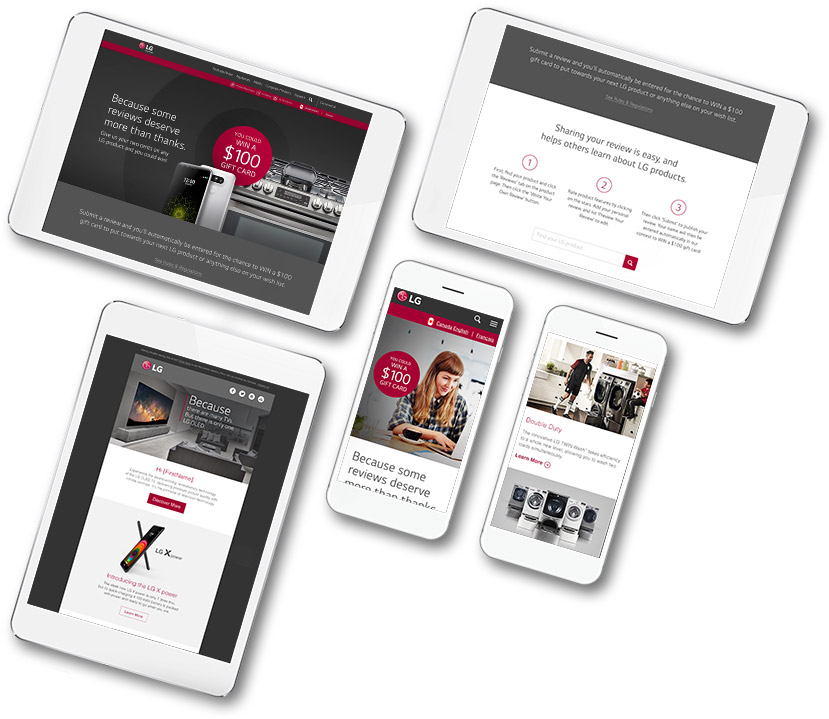 LG
Because some
reviews deserve
more than thanks.
Give us your two cents on any
LG product and you could win!
YOU COULD
WIN A
$100
GIFT CARD
Submit a review and you'll automatically be entered for the chance to WIN a $100
gift card to put towards your next LG product or anything else on your wish list.
See Rules & Regulations
Submit a review and you'll automatically be entered for the chance to WIN a $100
gift card to put towards your next LG product or anything else on your wish list.
See Rules & Regulations
Sharing your review is easy, and
helps others learn about LG products.
1
First, find your product and click
the 'Reviews' tab on the product
page. Then click the 'Write Your
Own Review' button.
2
Rate product features by clicking
on the stars. Add your personal
review, and hit 'Preview Your
Review' to edit.
3
Then click 'Submit' to publish your
review. Your name will then be
entered automatically in our
contest to WIN a $100 gift card
Find your LG product
LG
Because
there are many TVs.
But there is only one
LG OLED.
Hi [FirstName]
Discover More
LG X power
Introducing the LG X power
Learn More
LG
Canada English | Français
YOU COULD
WIN A
$100
GIFT CARD
Because some
reviews deserve
more than thanks
Double Duty
The innovative LG TWIN Wash™ takes efficiency
to a whole new level, allowing you to wash two
loads simultaneously.
Learn More